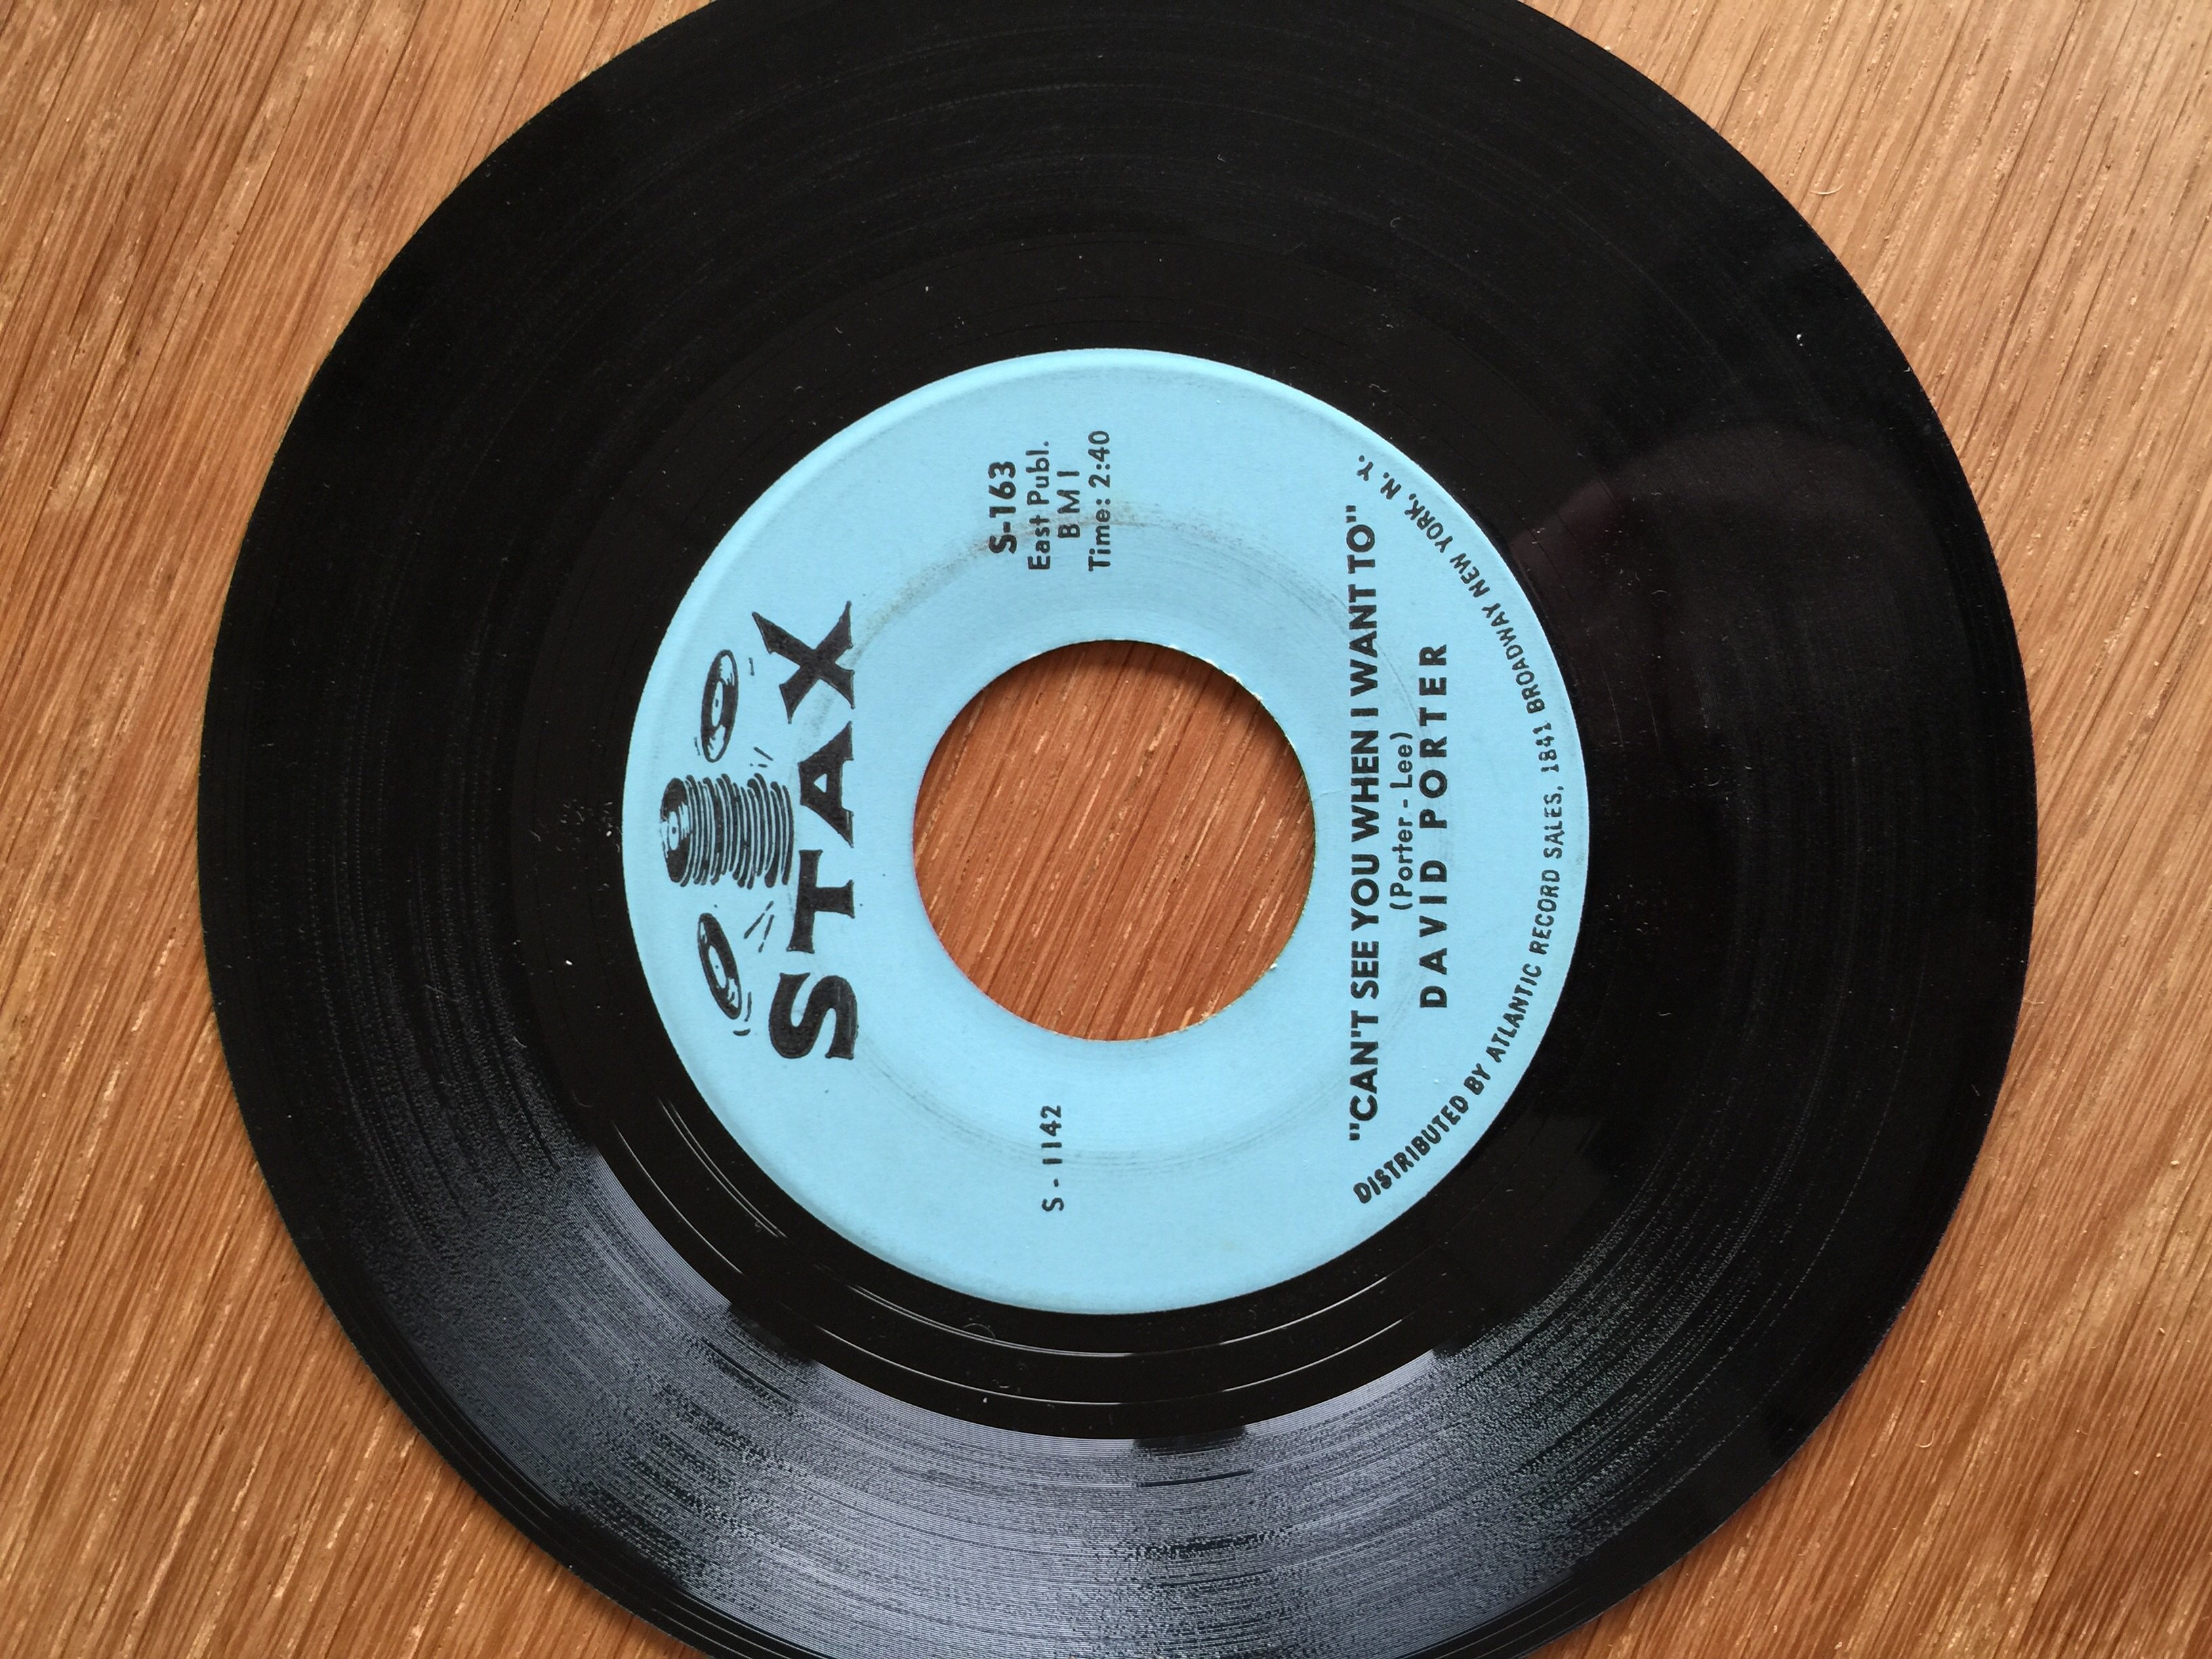 STAX
S-163
East Publ.
B M I
Time: 2:40
S - 1142
"CAN'T SEE YOU WHEN I WANT TO"
(Porter - Lee)
DAVID PORTER
DISTRIBUTED BY ATLANTIC RECORD SALES, 1841 BROADWAY NEW YORK, N. Y.